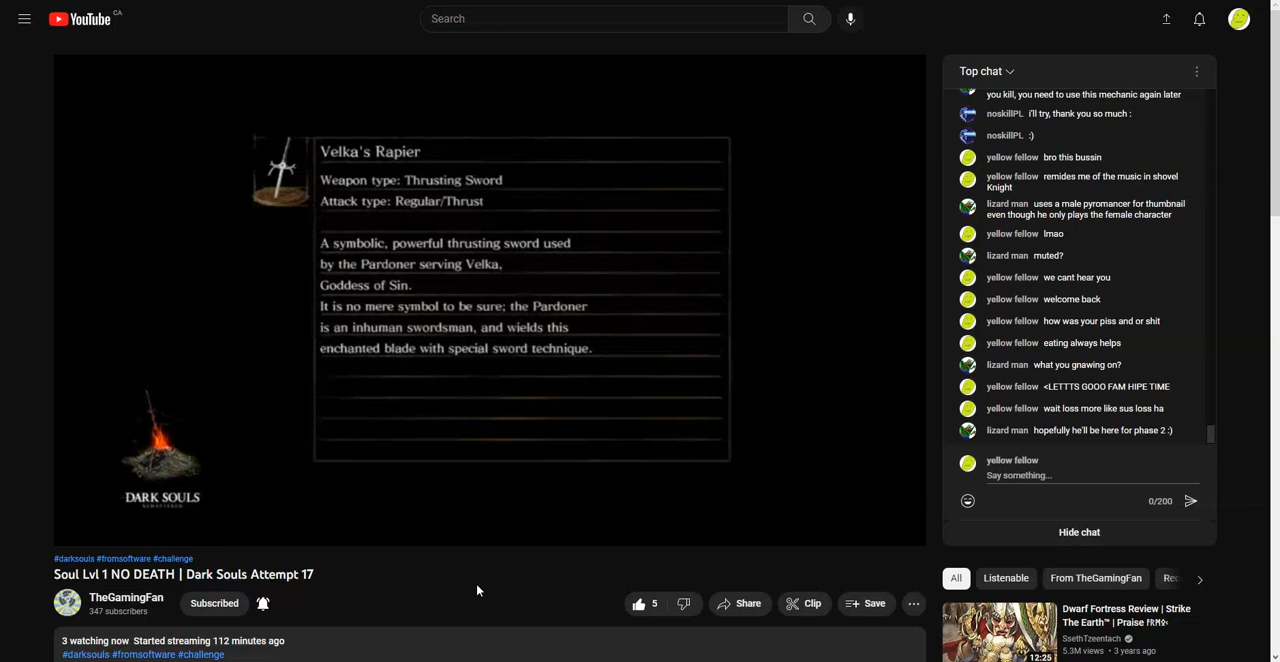 YouTube CA
Search
Velka's Rapier
Weapon type: Thrusting Sword
Attack type: Regular/Thrust
A symbolic, powerful thrusting sword used
by the Pardoner serving Velka,
Goddess of Sin.
It is no mere symbol to be sure; the Pardoner
is an inhuman swordsman, and wields this
enchanted blade with special sword technique.
DARK SOULS
REMASTERED
#darksouls #fromsoftware #challenge
Soul Lvl 1 NO DEATH | Dark Souls Attempt 17
TheGamingFan
347 subscribers
Subscribed
5
Share
Clip
Save
3 watching now Started streaming 112 minutes ago
#darksouls #fromsoftware #challenge
Top chat
you kill, you need to use this mechanic again later
noskillPL i'll try, thank you so much :
noskillPL :)
yellow fellow bro this bussin
yellow fellow remides me of the music in shovel
Knight
lizard man uses a male pyromancer for thumbnail
even though he only plays the female character
yellow fellow lmao
lizard man muted?
yellow fellow we cant hear you
yellow fellow welcome back
yellow fellow how was your piss and or shit
yellow fellow eating always helps
lizard man what you gnawing on?
yellow fellow <LETTTS GOOO FAM HIPE TIME
yellow fellow wait loss more like sus loss ha
lizard man hopefully he'll be here for phase 2 :)
yellow fellow
Say something...
0/200
Hide chat
All
Listenable
From TheGamingFan
Rec
Dwarf Fortress Review | Strike
The Earth™ | Praise
SsethTzeentach
5.3M views • 3 years ago
12:25